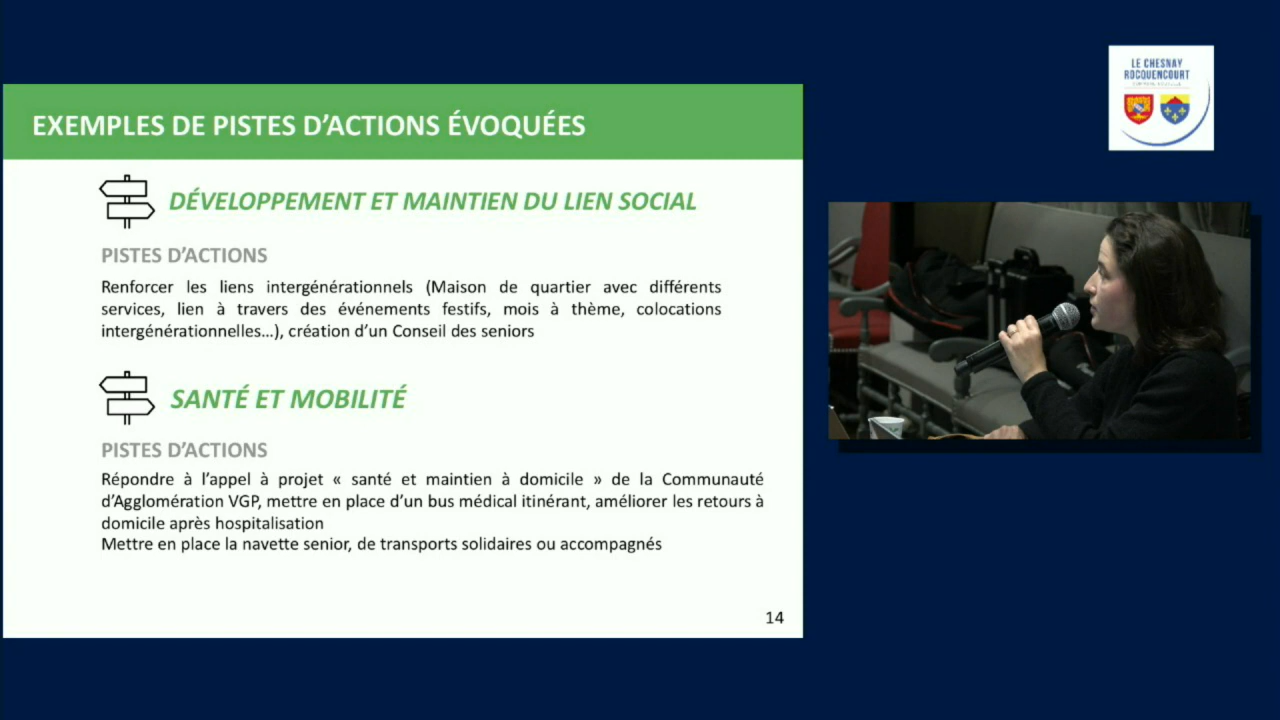 EXEMPLES DE PISTES D'ACTIONS ÉVOQUÉES
DÉVELOPPEMENT ET MAINTIEN DU LIEN SOCIAL
PISTES D'ACTIONS
Renforcer les liens intergénérationnels (Maison de quartier avec différents
services, lien à travers des événements festifs, mois à thème, colocations
intergénérationnelles…), création d'un Conseil des seniors
SANTÉ ET MOBILITÉ
PISTES D'ACTIONS
Répondre à l'appel à projet « santé et maintien à domicile » de la Communauté
d'Agglomération VGP, mettre en place d'un bus médical itinérant, améliorer les retours à
domicile après hospitalisation
Mettre en place la navette senior, de transports solidaires ou accompagnés
14
LE CHESNAY
ROCQUENCOURT